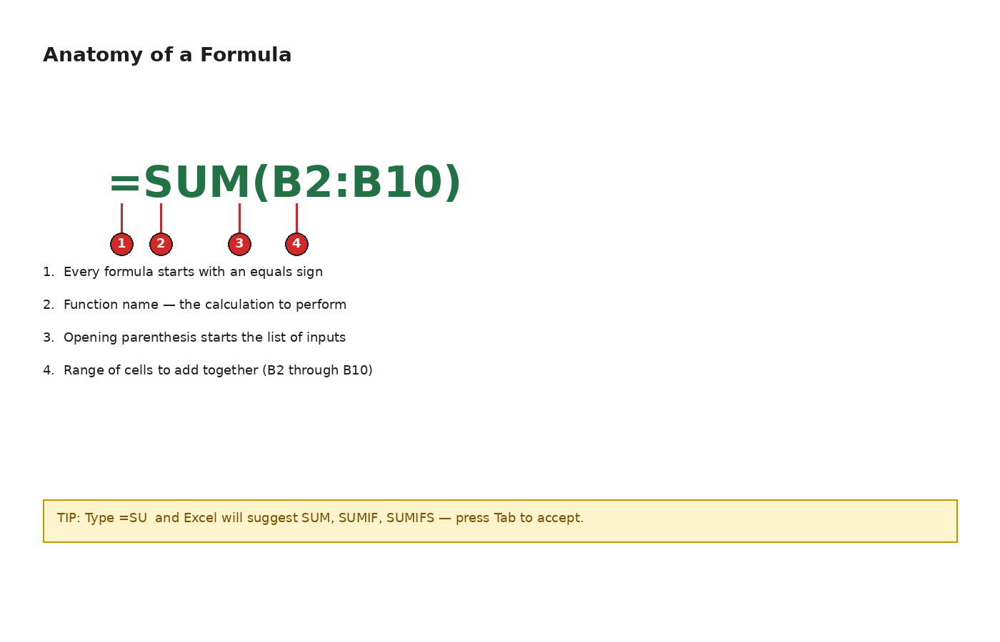 Anatomy of a Formula
=SUM(B2:B10)
1 2 3 4
1. Every formula starts with an equals sign
2. Function name — the calculation to perform
3. Opening parenthesis starts the list of inputs
4. Range of cells to add together (B2 through B10)
TIP: Type =SU  and Excel will suggest SUM, SUMIF, SUMIFS — press Tab to accept.